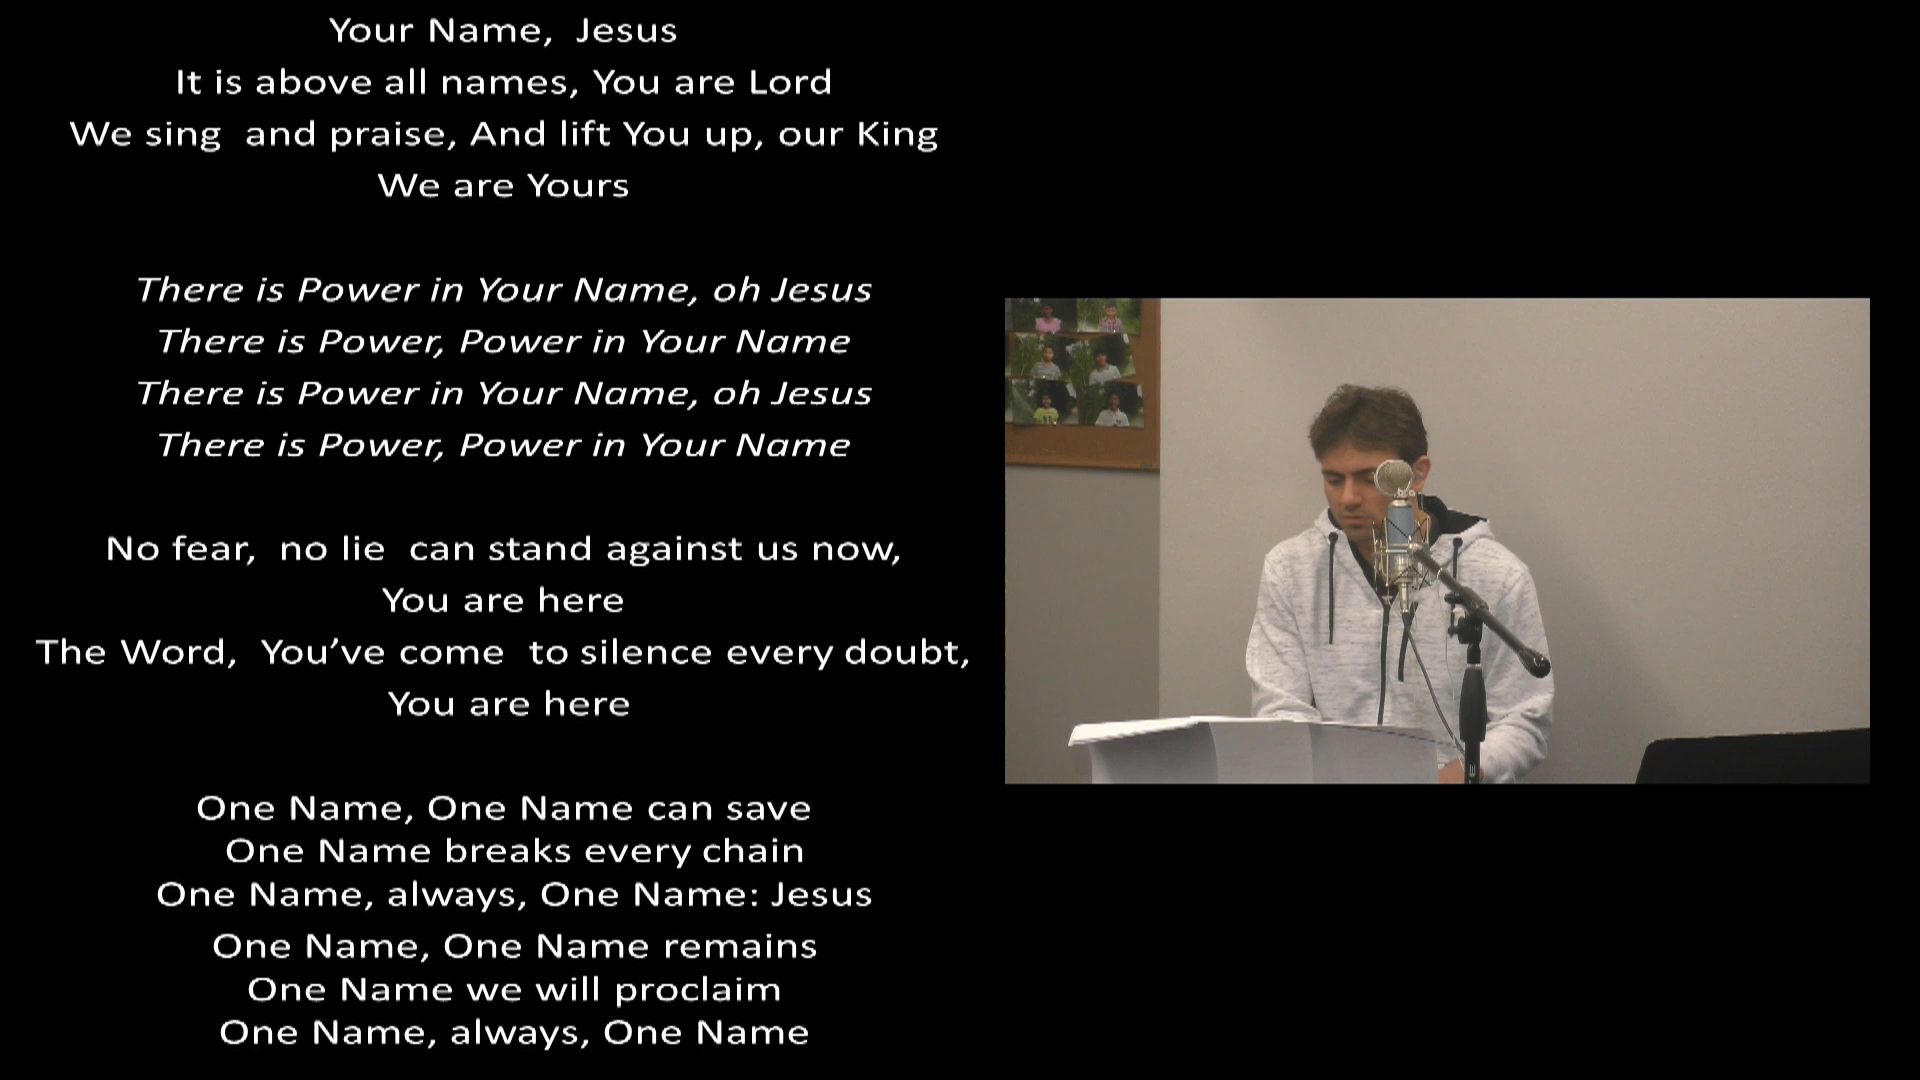 Your Name, Jesus
It is above all names, You are Lord
We sing and praise, And lift You up, our King
We are Yours
There is Power in Your Name, oh Jesus
There is Power, Power in Your Name
There is Power in Your Name, oh Jesus
There is Power, Power in Your Name
No fear, no lie can stand against us now,
You are here
The Word, You’ve come to silence every doubt,
You are here
One Name, One Name can save
One Name breaks every chain
One Name, always, One Name: Jesus
One Name, One Name remains
One Name we will proclaim
One Name, always, One Name